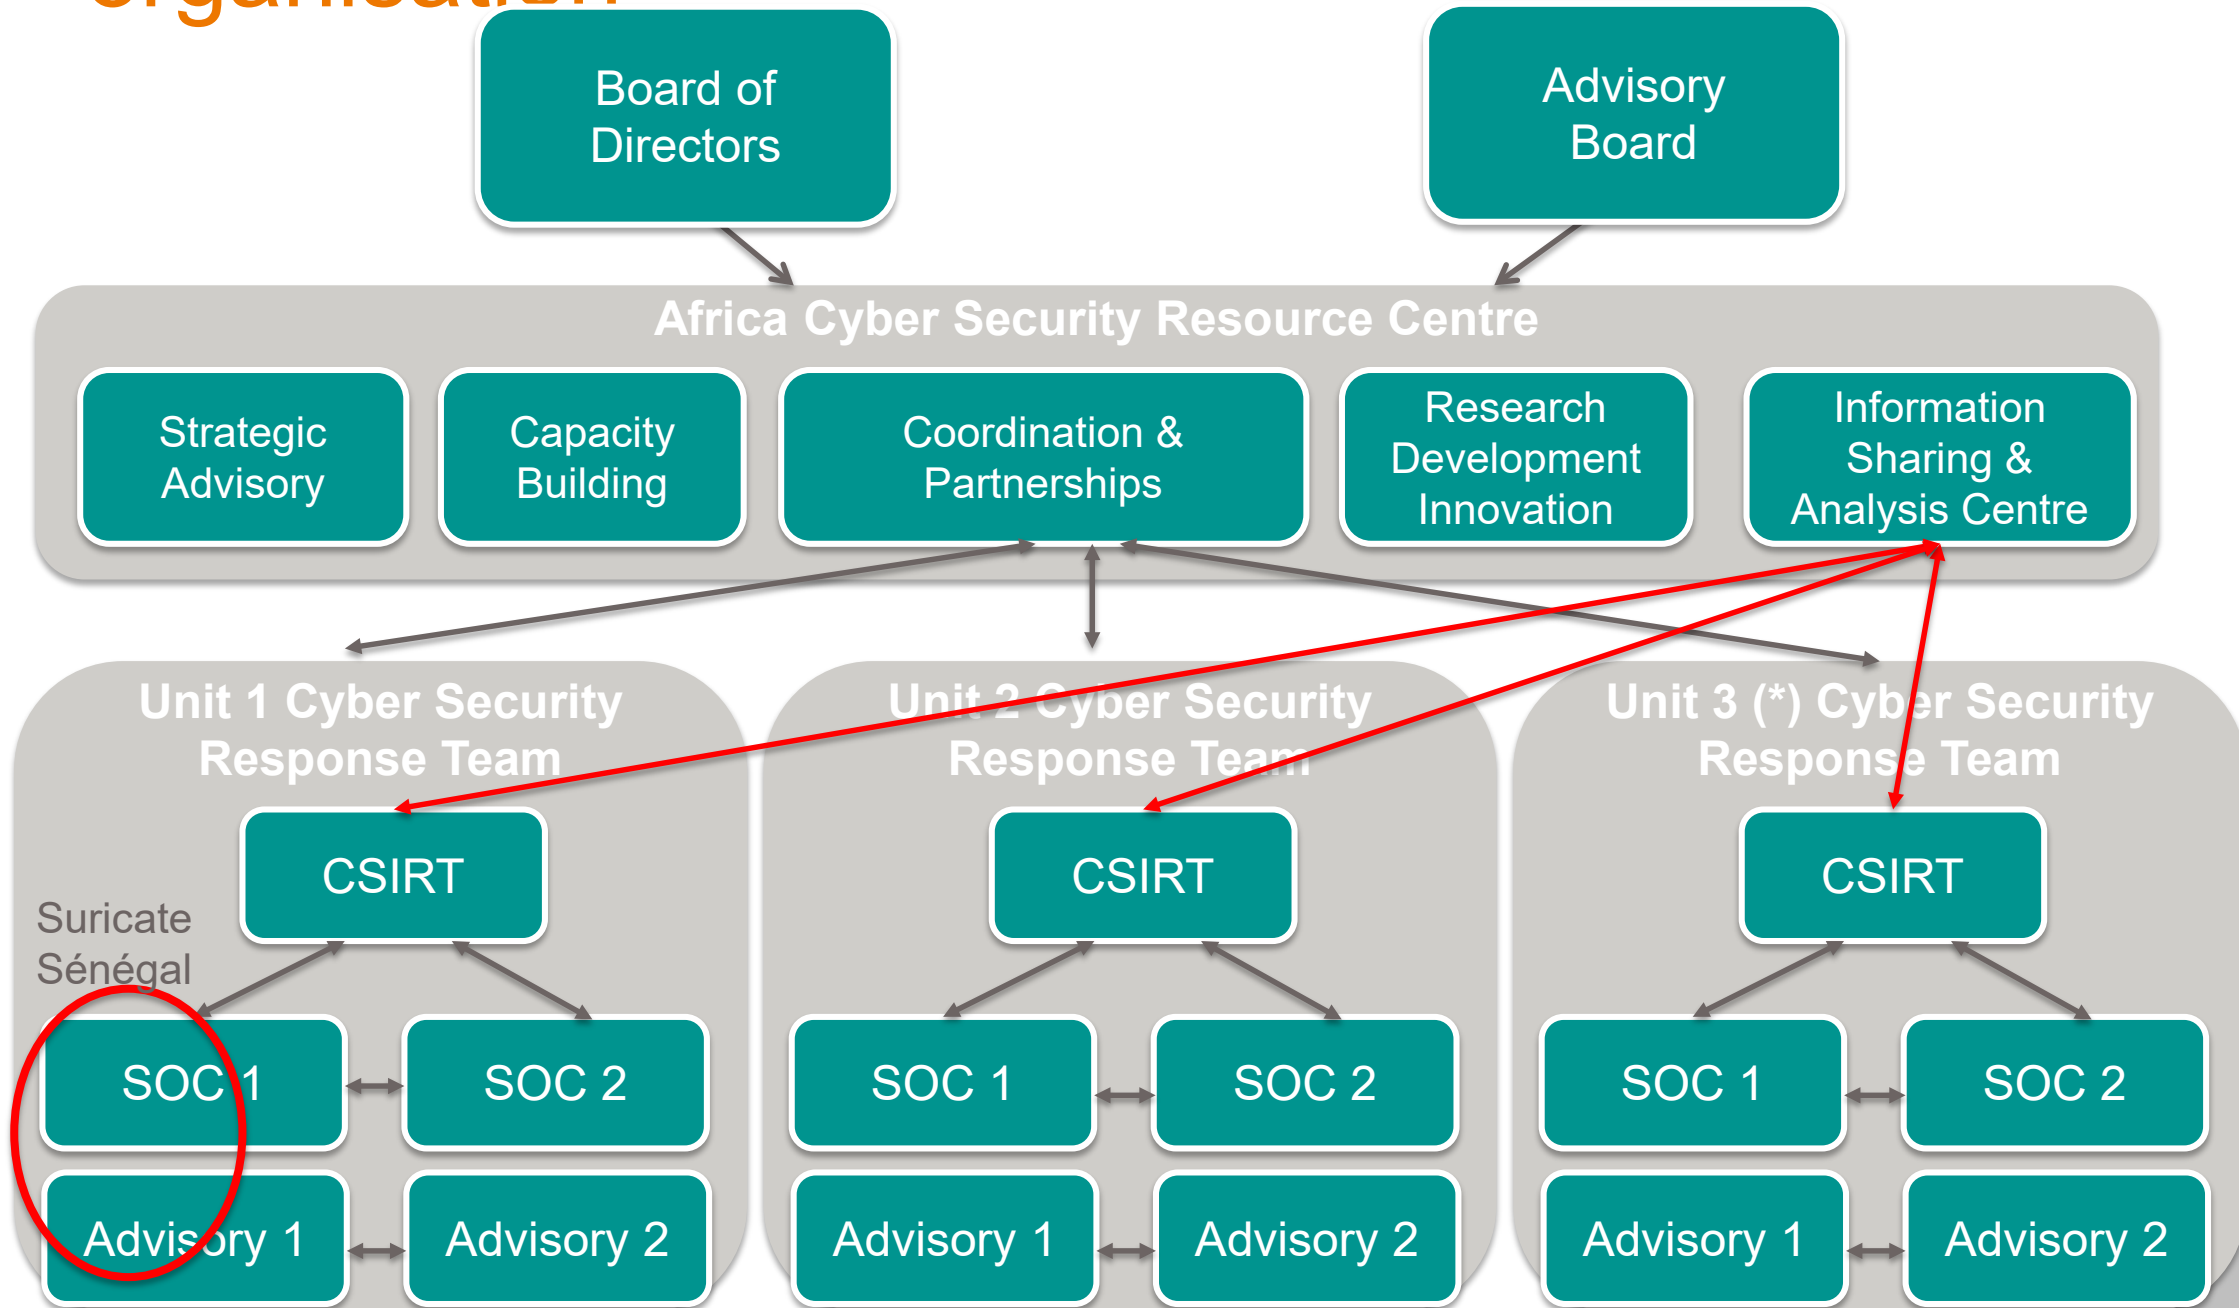 organisation
Board of
Directors
Advisory
Board
Africa Cyber Security Resource Centre
Strategic
Advisory
Capacity
Building
Coordination &
Partnerships
Research
Development
Innovation
Information
Sharing &
Analysis Centre
Unit 1 Cyber Security
Response Team
Unit 2 Cyber Security
Response Team
Unit 3 (*) Cyber Security
Response Team
CSIRT
CSIRT
CSIRT
Suricate
Sénégal
SOC 1
SOC 2
SOC 1
SOC 2
SOC 1
SOC 2
Advisory 1
Advisory 2
Advisory 1
Advisory 2
Advisory 1
Advisory 2